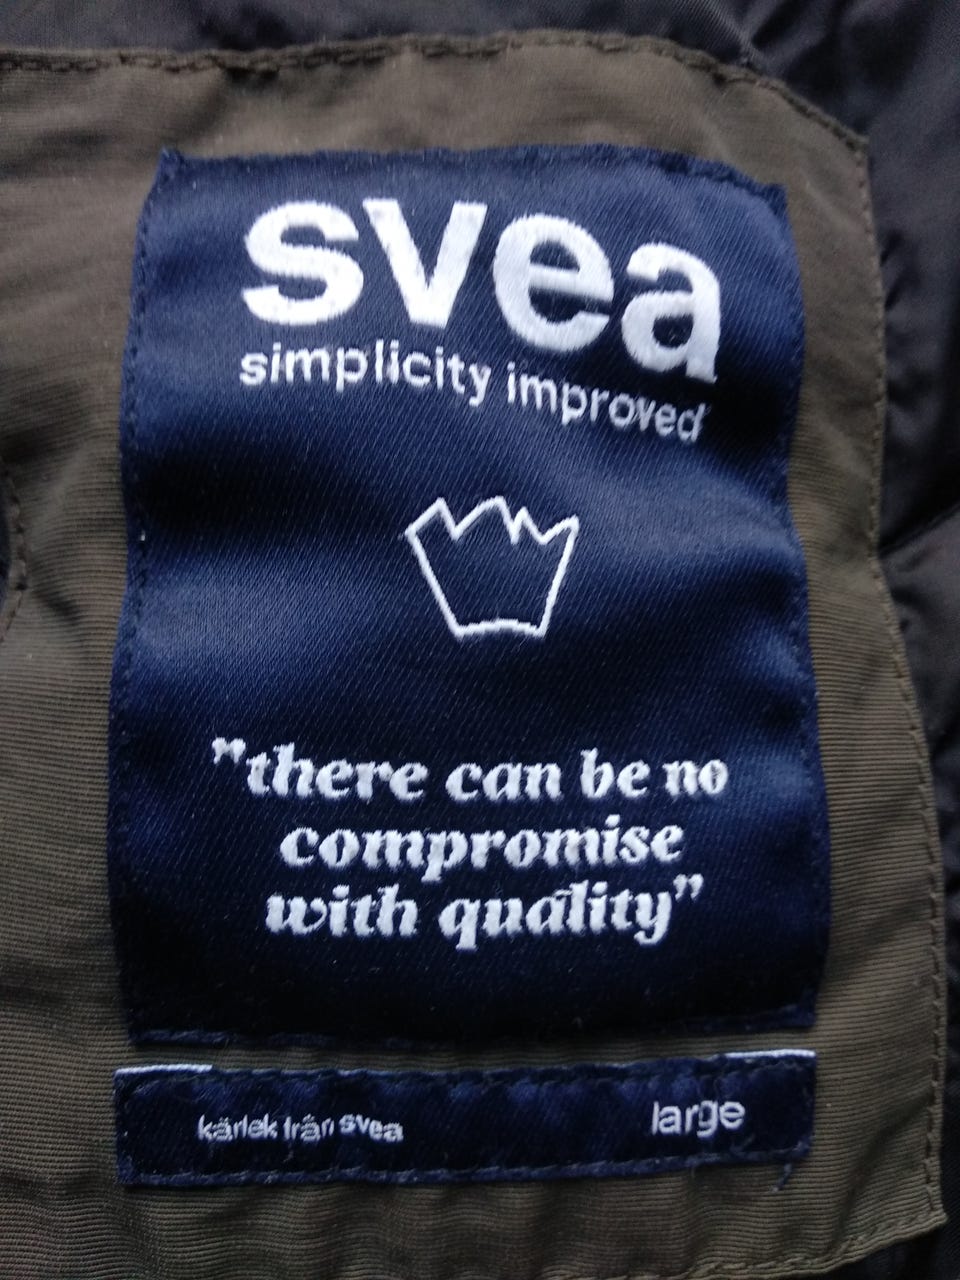 svea
simplicity improved
"there can be no
compromise
with quality"
kärlek från svea
large